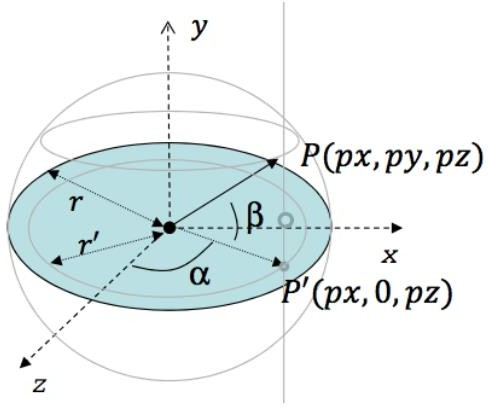 y
P(px,py,pz)
r
β
r′
x
α
P′(px,0,pz)
z